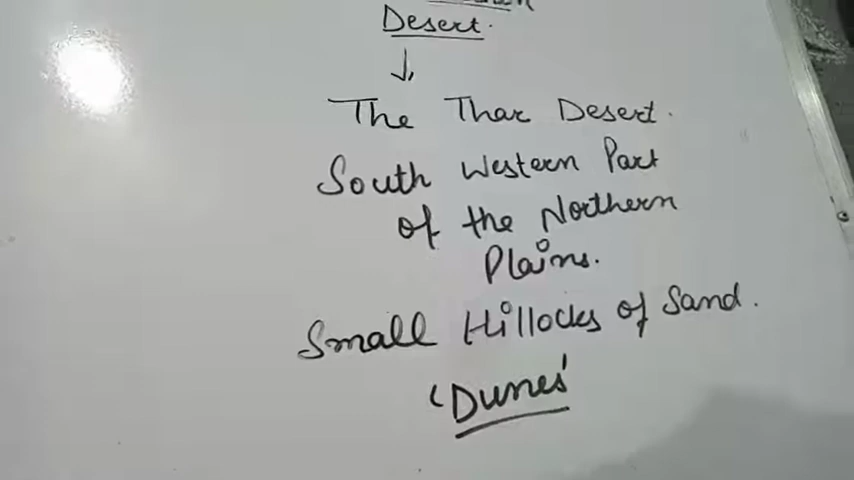 Desert.
The Thar Desert.
South Western Part
of the Northern
Plains.
Small Hillocks of Sand.
'Dunes'